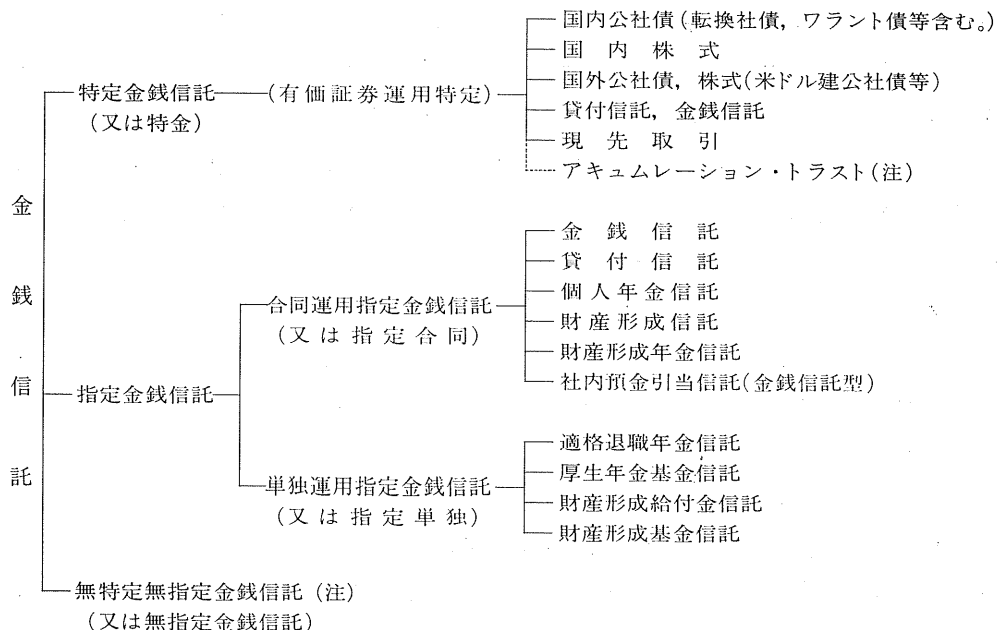 金銭信託
特定金銭信託
(又は特金)
(有価証券運用特定)
国内公社債(転換社債,ワラント債等含む。)
国内株式
国外公社債,株式(米ドル建公社債等)
貸付信託,金銭信託
現先取引
アキュムレーション・トラスト(注)
指定金銭信託
合同運用指定金銭信託
(又は指定合同)
金銭信託
貸付信託
個人年金信託
財産形成信託
財産形成年金信託
社内預金引当信託(金銭信託型)
単独運用指定金銭信託
(又は指定単独)
適格退職年金信託
厚生年金基金信託
財産形成給付金信託
財産形成基金信託
無特定無指定金銭信託(注)
(又は無指定金銭信託)